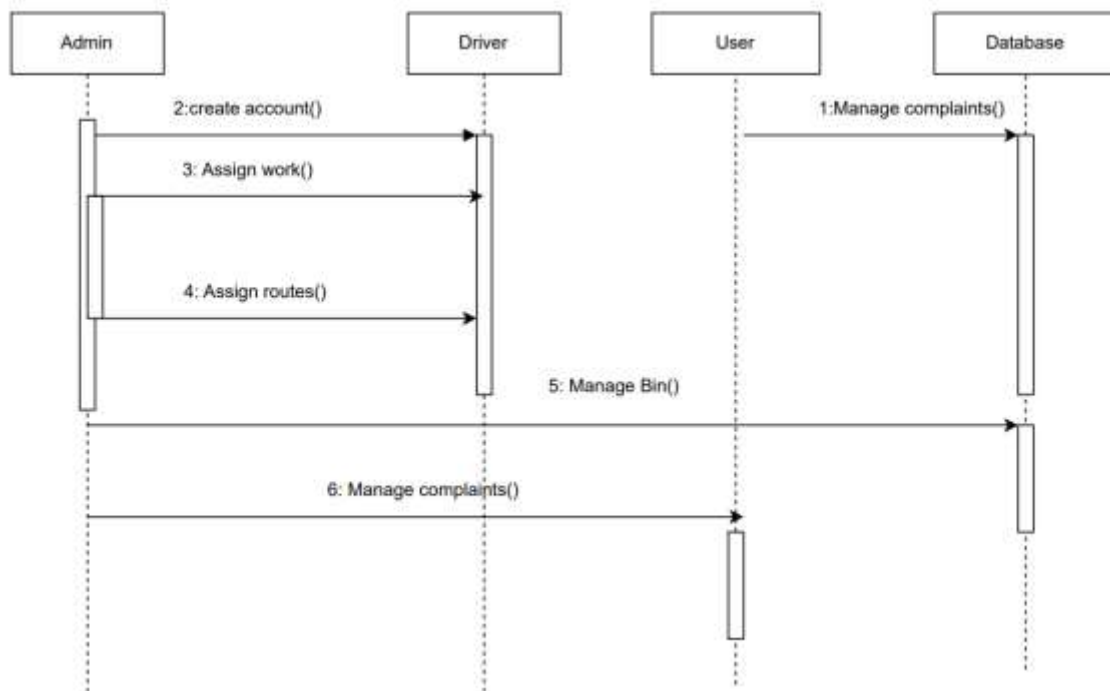 Admin
Driver
User
Database
2:create account()
1:Manage complaints()
3: Assign work()
4: Assign routes()
5: Manage Bin()
6: Manage complaints()